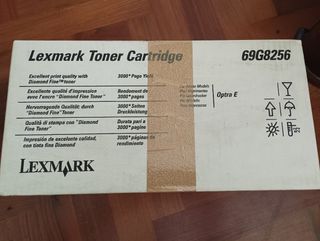 Lexmark Toner Cartridge 69G8256
Excellent print quality with
Diamond Fine™ toner
3000* Page Yield
Excellente qualité d'impression
avec l'encre "Diamond Fine Toner"
Rendement de
3000* pages
Hervorragende Qualität durch
Diamond Fine" Toner
3000* Seiten
Druckleistung
Qualità di stampa con "Diamond
Fine Toner"
Durata pari a
3000* pagine
Impresión de excelente calidad,
con tinta fina Diamond
3000* páginas de
rendimiento
Models
Optra E
LEXMARK